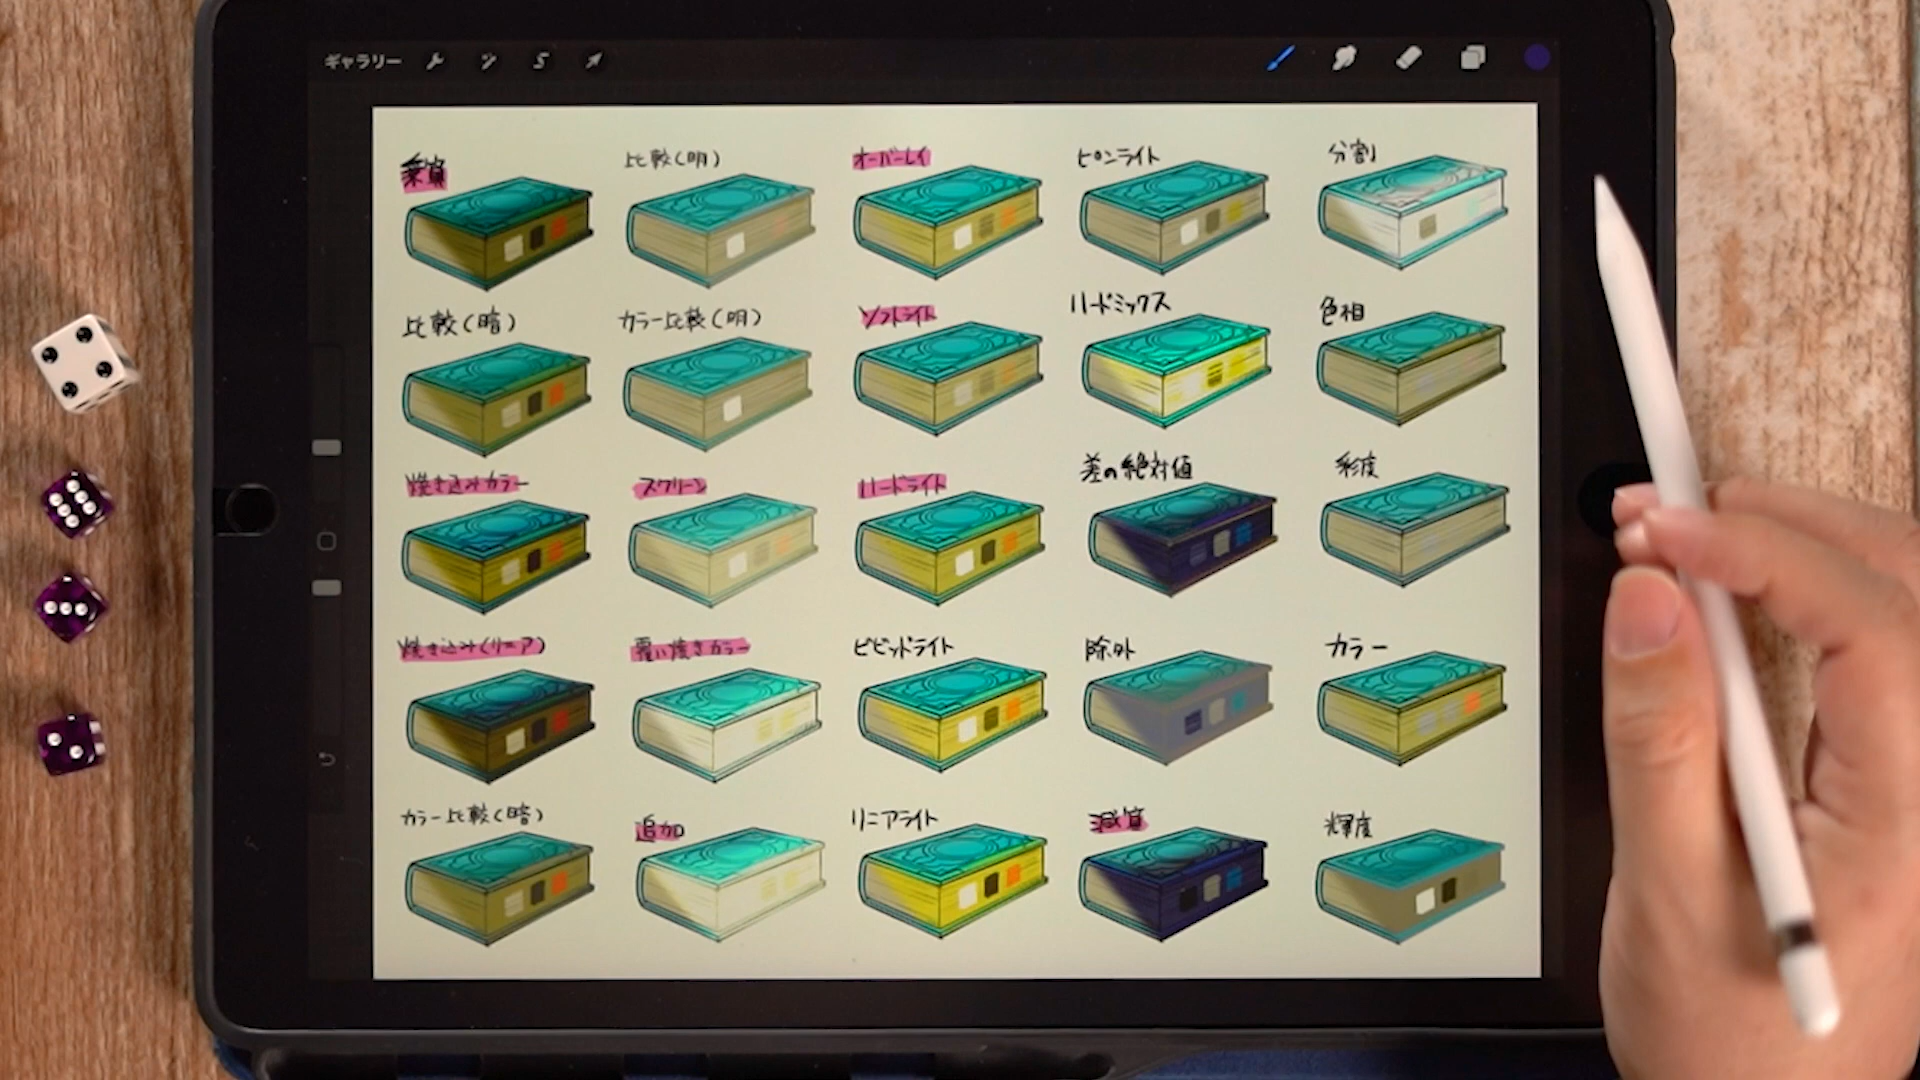 ギャラリー
乗算
比較(明)
オーバーレイ
ピンライト
分割
比較(暗)
カラー比較(明)
ソフトライト
ハードミックス
色相
焼き込みカラー
スクリーン
ハードライト
差の絶対値
彩度
焼き込み(リニア)
覆い焼きカラー
ビビッドライト
除外
カラー
カラー比較(暗)
追加
リニアライト
減算
輝度